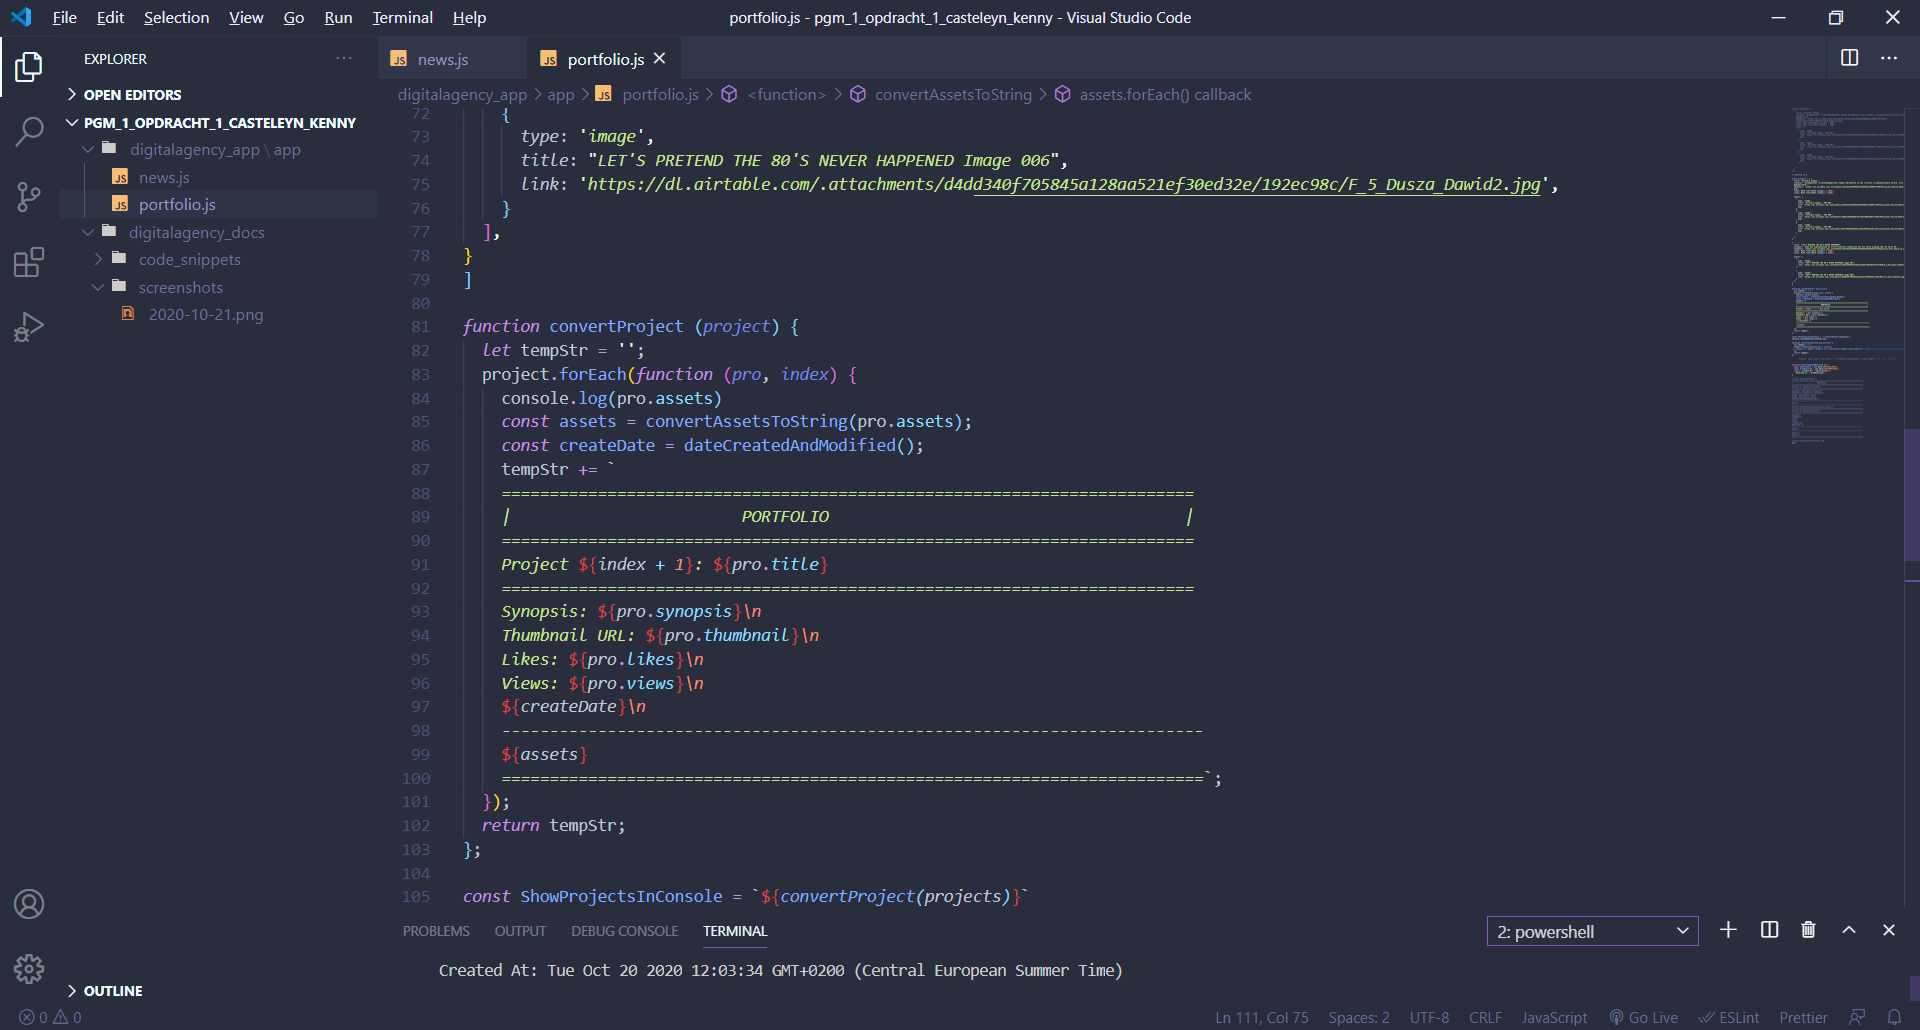 File Edit Selection View Go Run Terminal Help
portfolio.js - pgm_1_opdracht_1_casteleyn_kenny - Visual Studio Code
EXPLORER
OPEN EDITORS
PGM_1_OPDRACHT_1_CASTELEYN_KENNY
digitalagency_app \ app
JS news.js
JS portfolio.js
digitalagency_docs
code_snippets
screenshots
2020-10-21.png
OUTLINE
JS news.js
JS portfolio.js
digitalagency_app > app > JS portfolio.js > <function> > convertAssetsToString > assets.forEach() callback
72 {
73 type: 'image',
74 title: "LET'S PRETEND THE 80'S NEVER HAPPENED Image 006",
75 link: 'https://dl.airtable.com/.attachments/d4dd340f705845a128aa521ef30ed32e/192ec98c/F_5_Dusza_Dawid2.jpg',
76 }
77 ],
78 }
79 ]
80
81 function convertProject (project) {
82 let tempStr = '';
83 project.forEach(function (pro, index) {
84 console.log(pro.assets)
85 const assets = convertAssetsToString(pro.assets);
86 const createDate = dateCreatedAndModified();
87 tempStr += `
88 ========================================================================
89 | PORTFOLIO |
90 ========================================================================
91 Project ${index + 1}: ${pro.title}
92 ========================================================================
93 Synopsis: ${pro.synopsis}\n
94 Thumbnail URL: ${pro.thumbnail}\n
95 Likes: ${pro.likes}\n
96 Views: ${pro.views}\n
97 ${createDate}\n
98 -------------------------------------------------------------------------
99 ${assets}
100 =========================================================================`;
101 });
102 return tempStr;
103 };
104
105 const ShowProjectsInConsole = `${convertProject(projects)}`
PROBLEMS OUTPUT DEBUG CONSOLE TERMINAL
2: powershell
Created At: Tue Oct 20 2020 12:03:34 GMT+0200 (Central European Summer Time)
0 0
Ln 111, Col 75 Spaces: 2 UTF-8 CRLF JavaScript Go Live ESLint Prettier